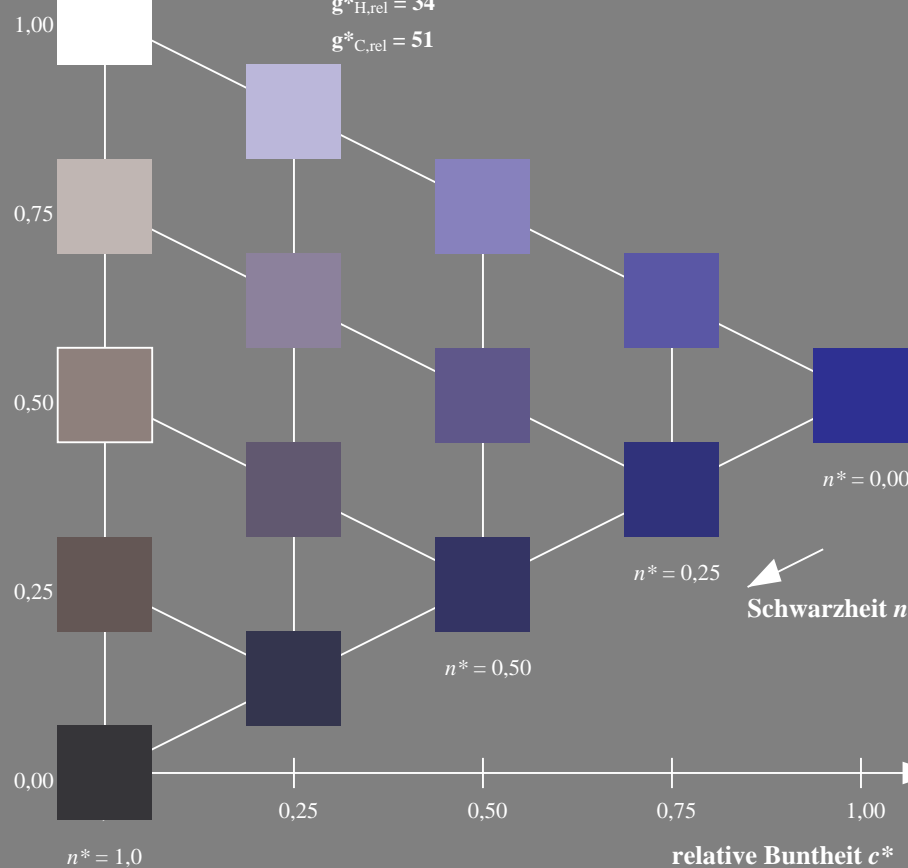 g*H,rel = 34
1,00
g*C,rel = 51
0,75
0,50
n* = 0,00
0,25
n* = 0,25
Schwarzheit n
n* = 0,50
0,00
0,25
0,50
0,75
1,00
n* = 1,0
relative Buntheit c*